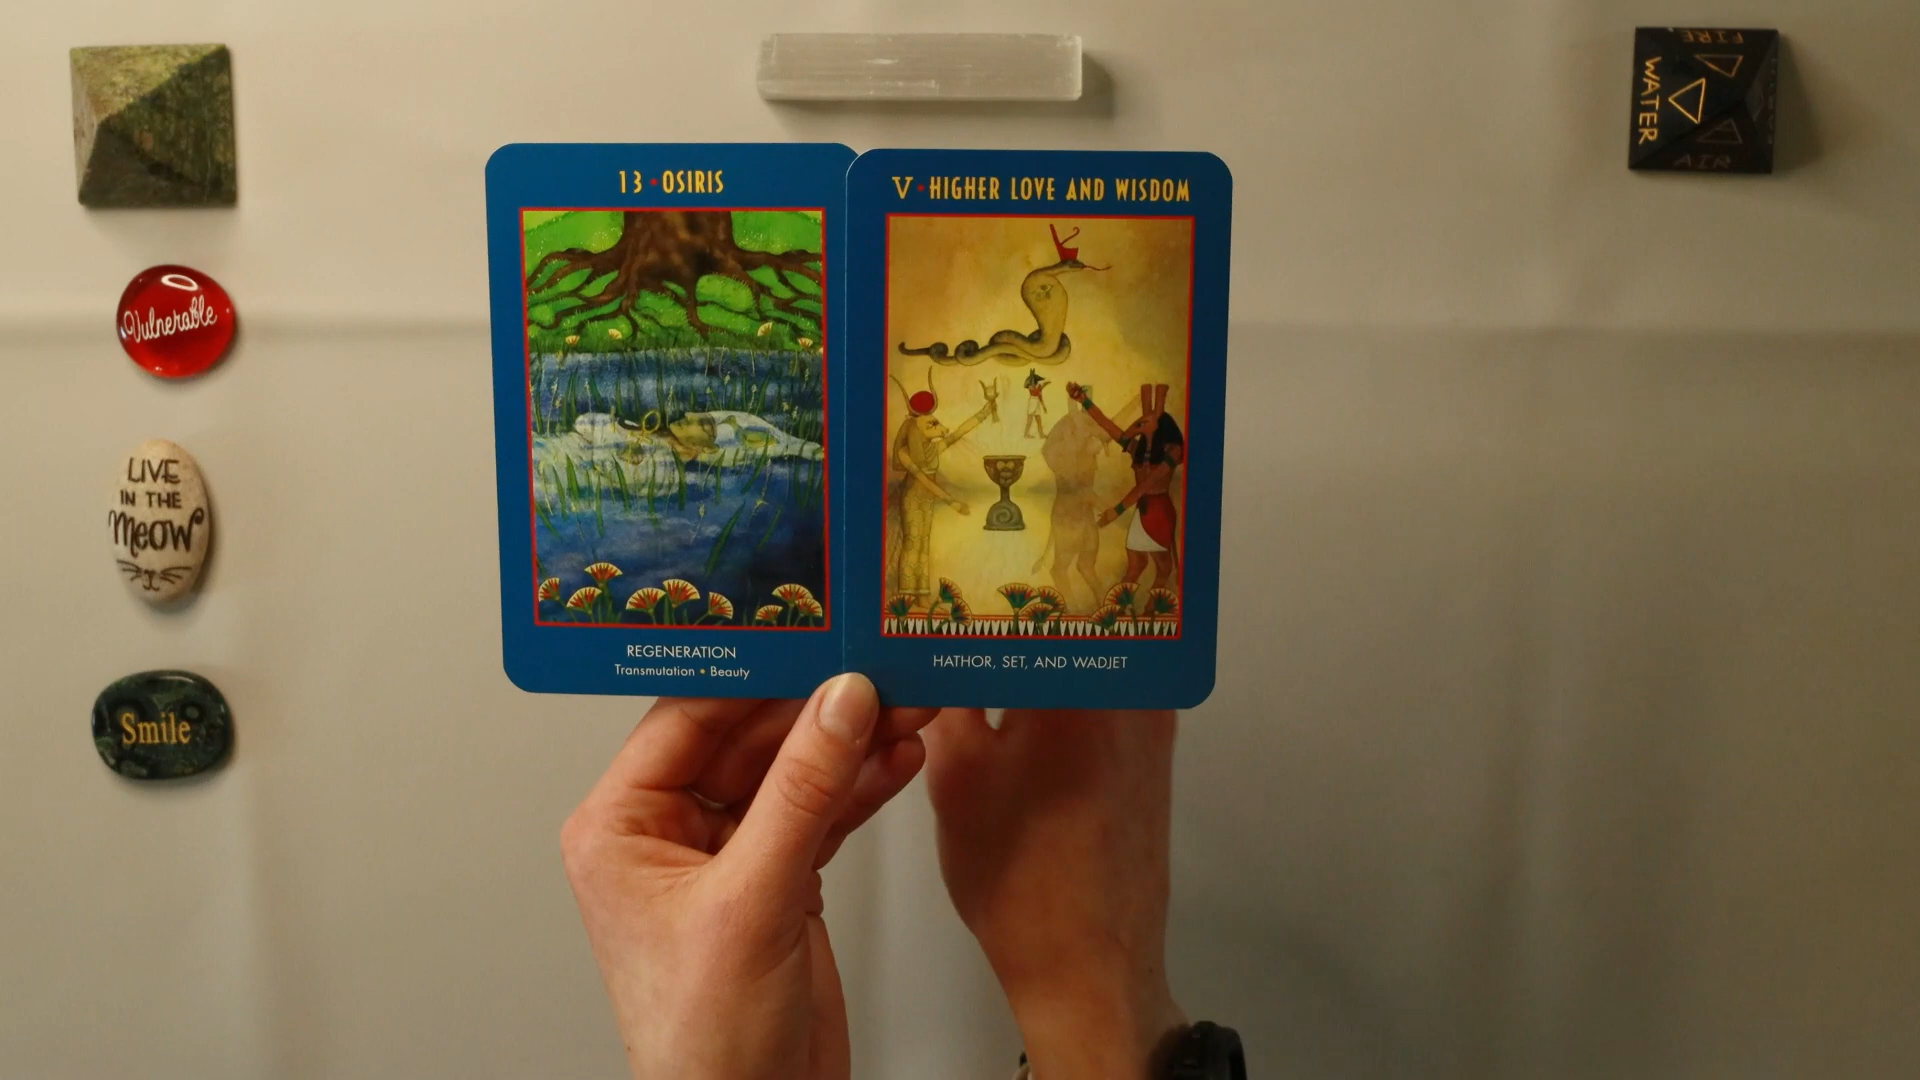 FIRE
WATER
AIR
13 • OSIRIS
V • HIGHER LOVE AND WISDOM
Vulnerable
LIVE
IN THE
MEOW
Smile
REGENERATION
Transmutation • Beauty
HATHOR, SET, AND WADJET